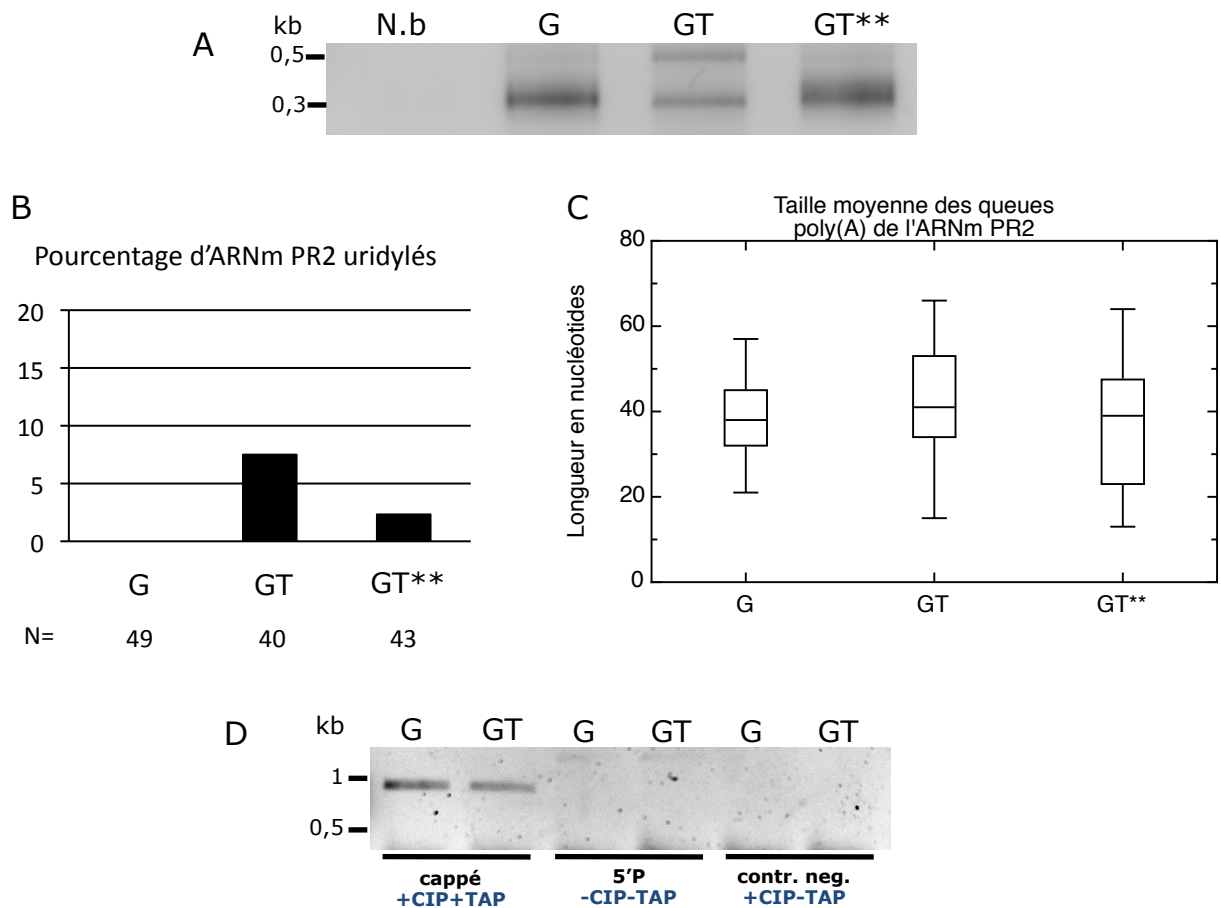 A
kb N.b G GT GT**
0,5
0,3
B
Pourcentage d'ARNm PR2 uridylés
20
15
10
5
0
G GT GT**
N= 49 40 43
C
Taille moyenne des queues
poly(A) de l'ARNm PR2
Longueur en nucléotides
80
60
40
20
0
G GT GT**
D
kb G GT G GT G GT
1
0,5
cappé 5'P contr. neg.
+CIP+TAP -CIP-TAP +CIP-TAP